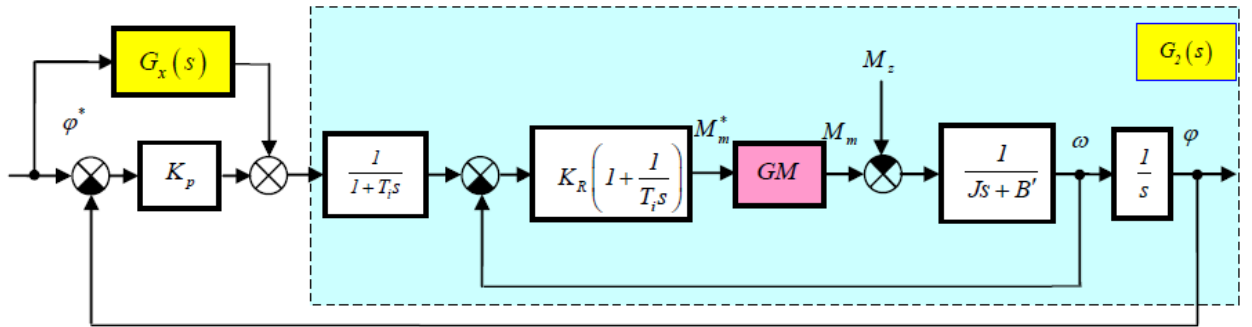 G_x(s)
G_2(s)
M_z
φ*
K_p
1/(1+T_i s)
K_R(1+1/(T_i s))
M_m^*
GM
M_m
1/(Js+B′)
ω
1/s
φ